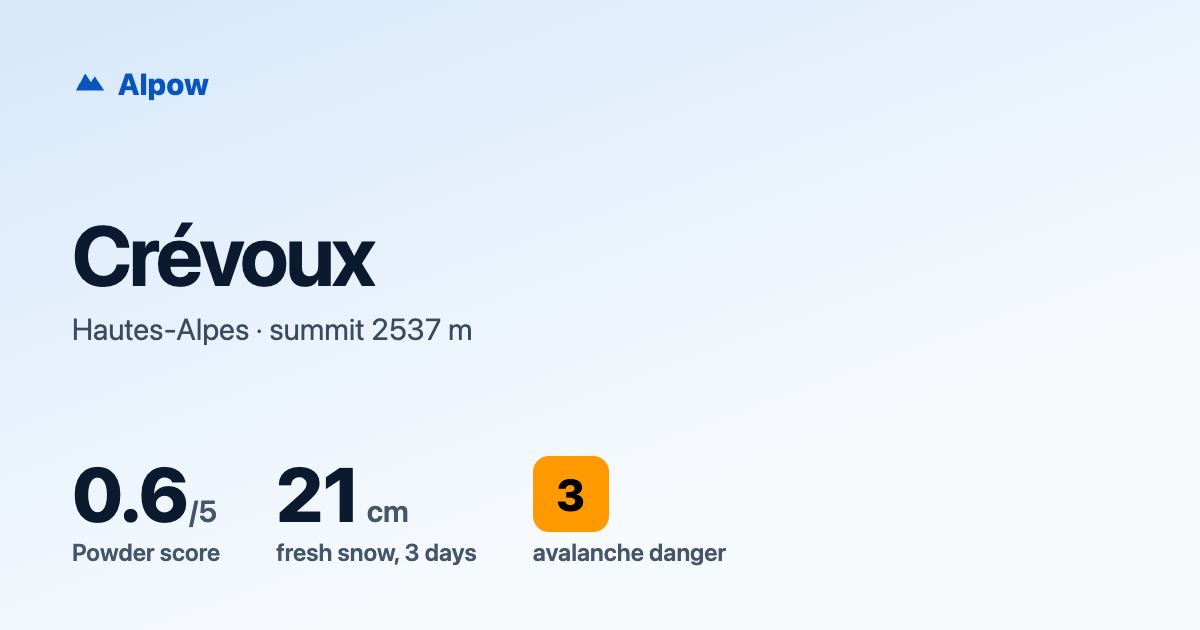 Alpow
Crévoux
Hautes-Alpes · summit 2537 m
0.6/5
Powder score
21 cm
fresh snow, 3 days
3
avalanche danger